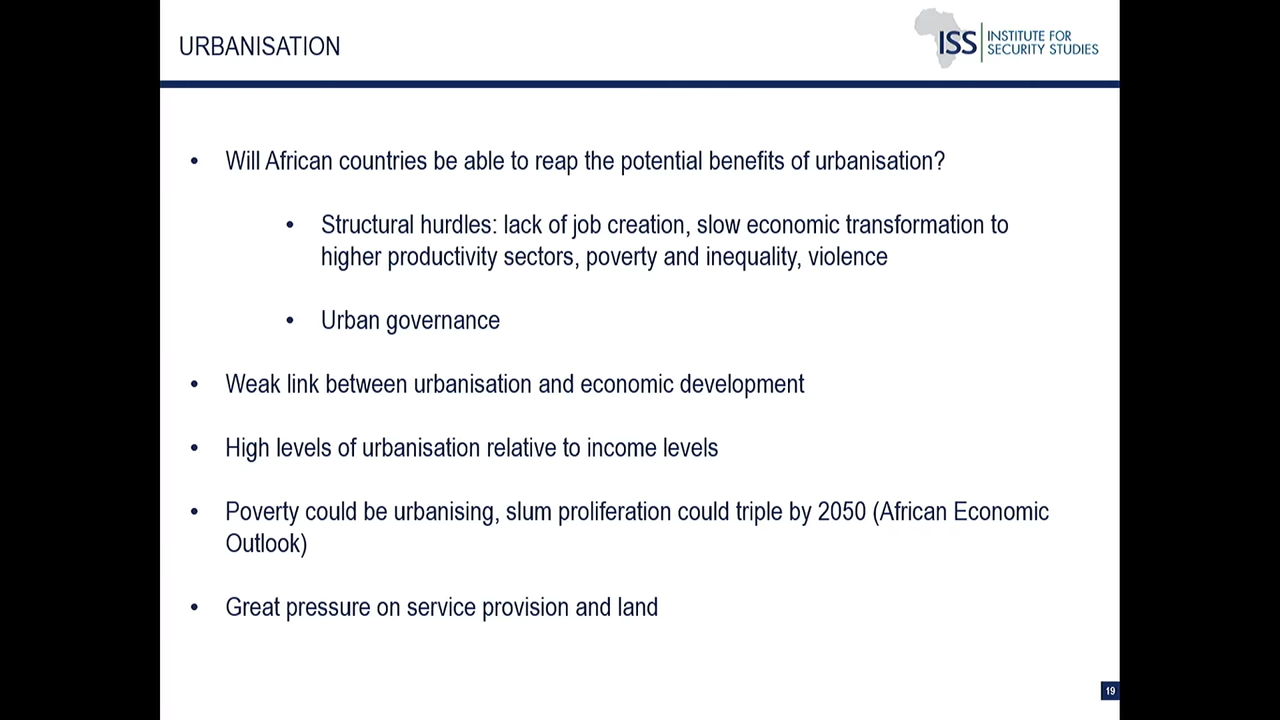 URBANISATION
ISS
INSTITUTE FOR
SECURITY STUDIES
• Will African countries be able to reap the potential benefits of urbanisation?
• Structural hurdles: lack of job creation, slow economic transformation to
higher productivity sectors, poverty and inequality, violence
• Urban governance
• Weak link between urbanisation and economic development
• High levels of urbanisation relative to income levels
• Poverty could be urbanising, slum proliferation could triple by 2050 (African Economic
Outlook)
• Great pressure on service provision and land
19